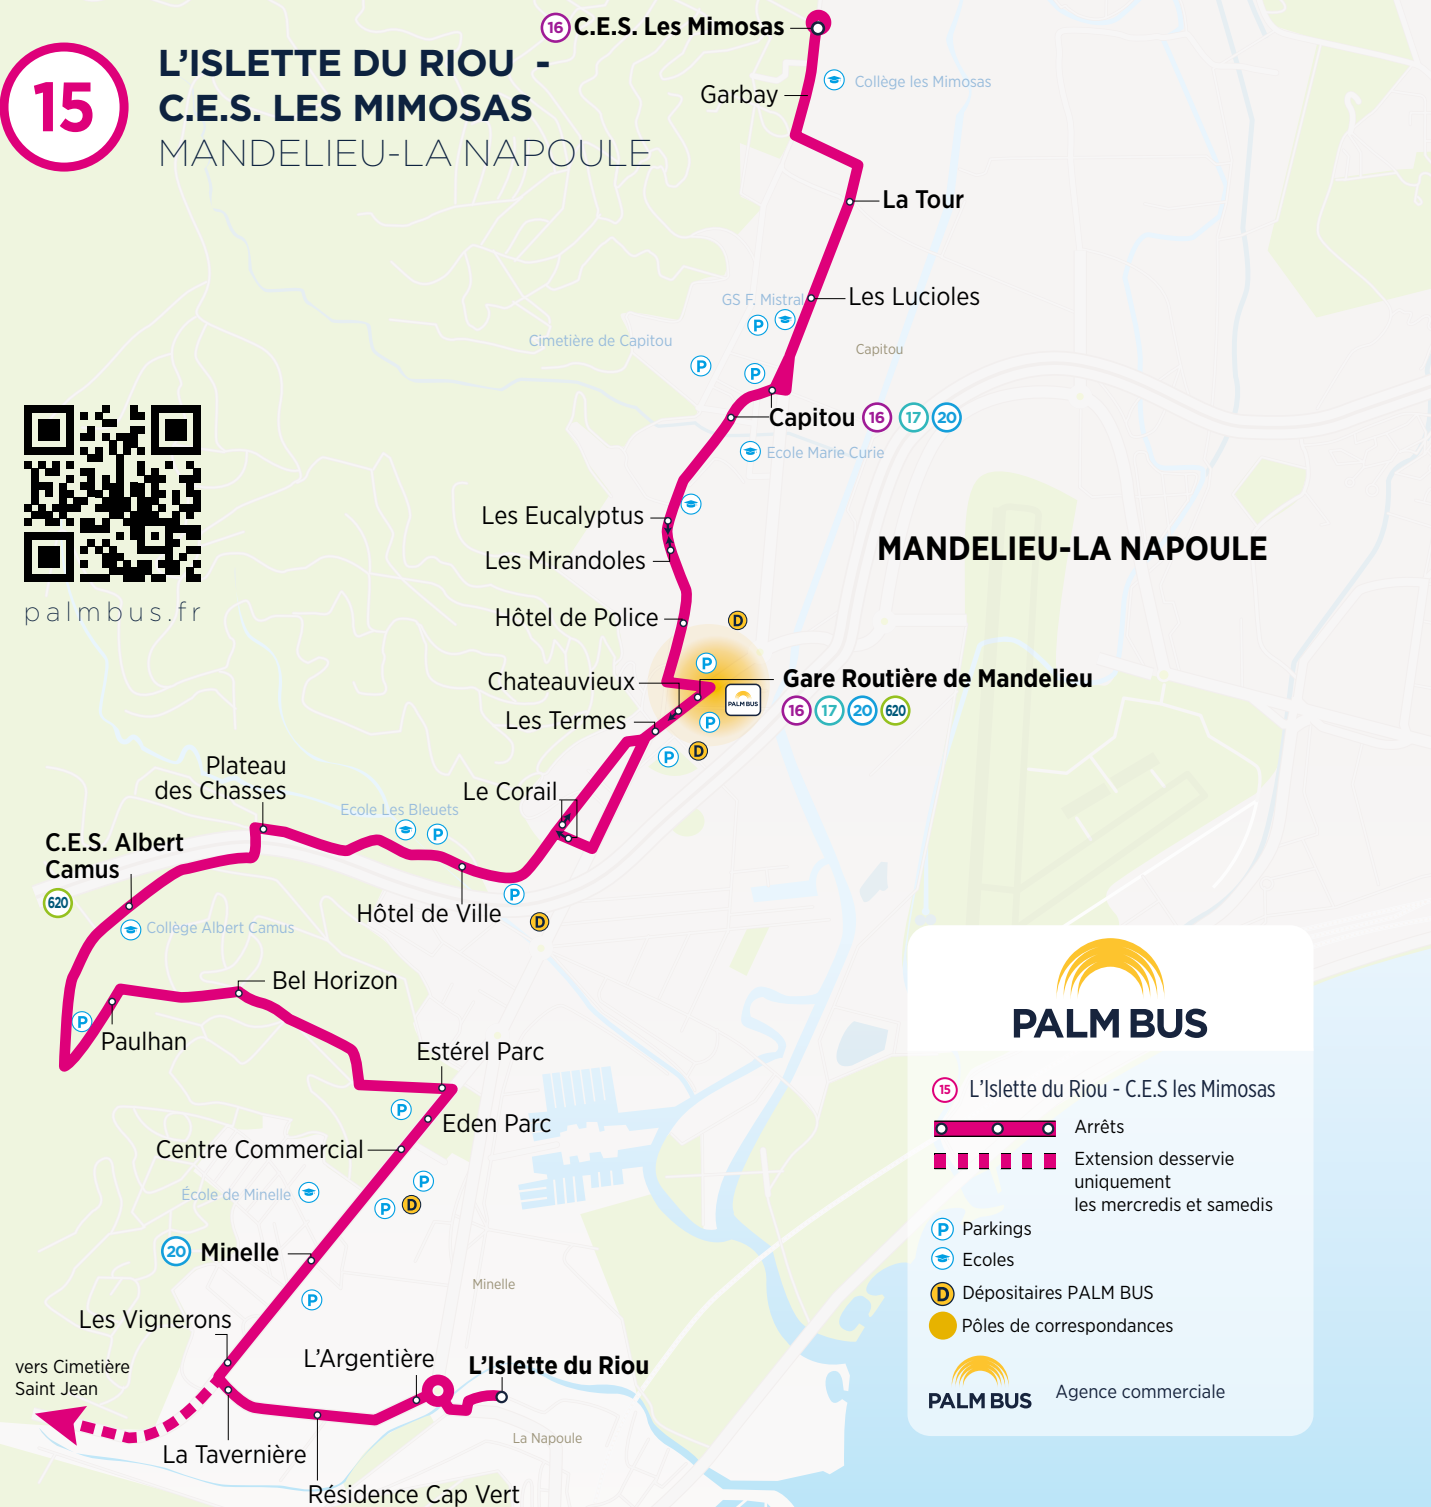 16 C.E.S. Les Mimosas
15
L'ISLETTE DU RIOU -
C.E.S. LES MIMOSAS
MANDELIEU-LA NAPOULE
Collège les Mimosas
Garbay
La Tour
GS F. Mistral
Les Lucioles
P
Cimetière de Capitou
Capitou
P
P
Capitou 16 17 20
Ecole Marie Curie
palmbus.fr
Les Eucalyptus
Les Mirandoles
MANDELIEU-LA NAPOULE
Hôtel de Police
D
P
Chateauvieux
Gare Routière de Mandelieu
16 17 20 620
PALM BUS
Les Termes
P
P
D
Plateau
des Chasses
Le Corail
Ecole Les Bleuets
P
C.E.S. Albert
Camus
620
P
Hôtel de Ville
D
Collège Albert Camus
Bel Horizon
P
Paulhan
Estérel Parc
P
Eden Parc
Centre Commercial
École de Minelle
P
P
D
20 Minelle
Minelle
P
Les Vignerons
vers Cimetière
Saint Jean
L'Argentière
L'Islette du Riou
La Napoule
La Tavernière
Résidence Cap Vert
PALM BUS
15 L'Islette du Riou - C.E.S les Mimosas
Arrêts
Extension desservie
uniquement
les mercredis et samedis
P Parkings
Ecoles
D Dépositaires PALM BUS
Pôles de correspondances
PALM BUS Agence commerciale